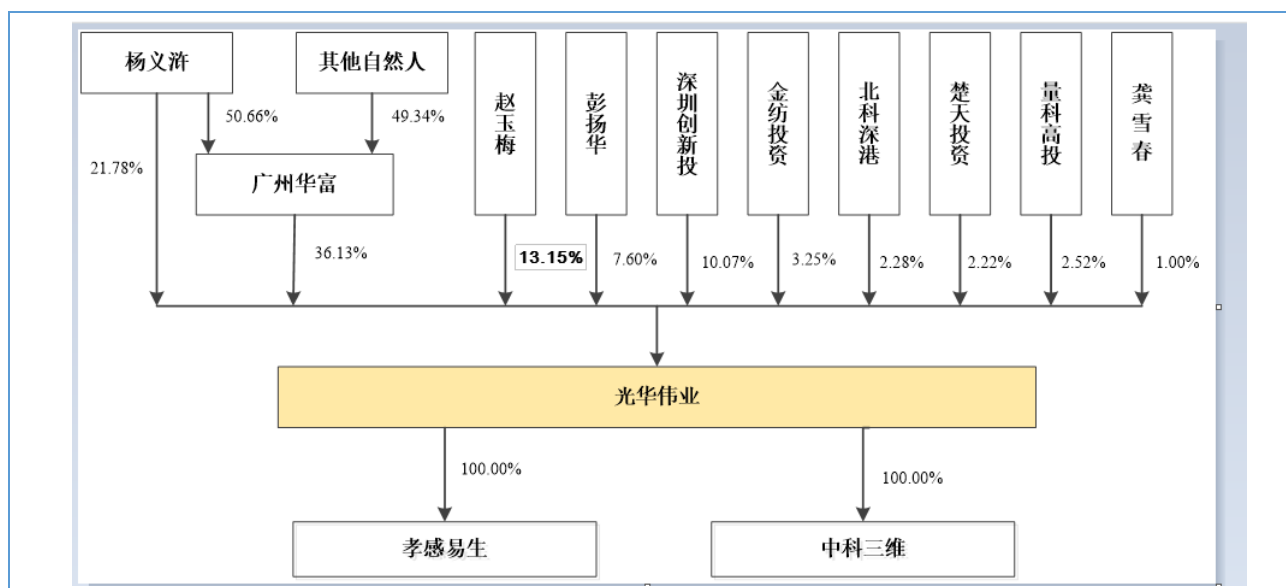 杨义浒
其他自然人
赵玉梅
彭扬华
深圳创新投
金纺投资
北科深港
楚天投资
量科高投
龚雪春
50.66%
49.34%
21.78%
广州华富
36.13%
13.15%
7.60%
10.07%
3.25%
2.28%
2.22%
2.52%
1.00%
光华伟业
100.00%
100.00%
孝感易生
中科三维